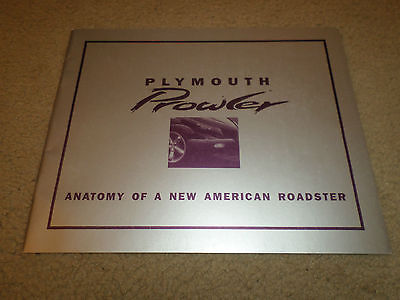 PLYMOUTH
Prowler
ANATOMY OF A NEW AMERICAN ROADSTER